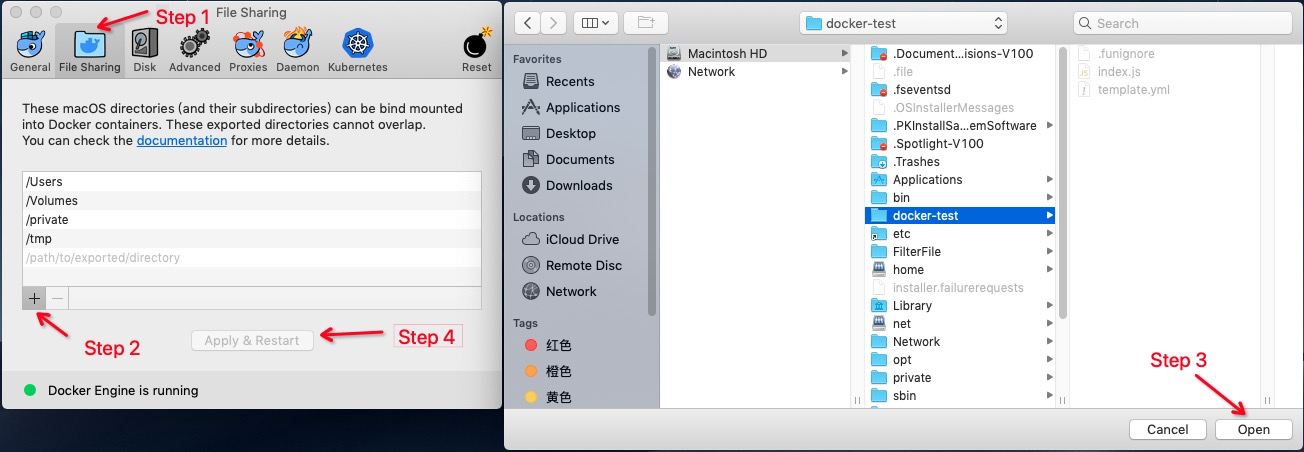 Step 1
File Sharing
General
File Sharing
Disk
Advanced
Proxies
Daemon
Kubernetes
Reset
These macOS directories (and their subdirectories) can be bind mounted
into Docker containers. These exported directories cannot overlap.
You can check the documentation for more details.
/Users
/Volumes
/private
/tmp
/path/to/exported/directory
Step 2
Apply & Restart
Step 4
Docker Engine is running
docker-test
Search
Favorites
Recents
Applications
Desktop
Documents
Downloads
Locations
iCloud Drive
Remote Disc
Network
Tags
红色
橙色
黄色
Macintosh HD
Network
.Document...isions-V100
.file
.fseventsd
.OSInstallerMessages
.PKInstallSa...emSoftware
.Spotlight-V100
.Trashes
Applications
bin
docker-test
etc
FilterFile
home
installer.failurerequests
Library
net
Network
opt
private
sbin
.funignore
index.js
template.yml
Step 3
Cancel
Open